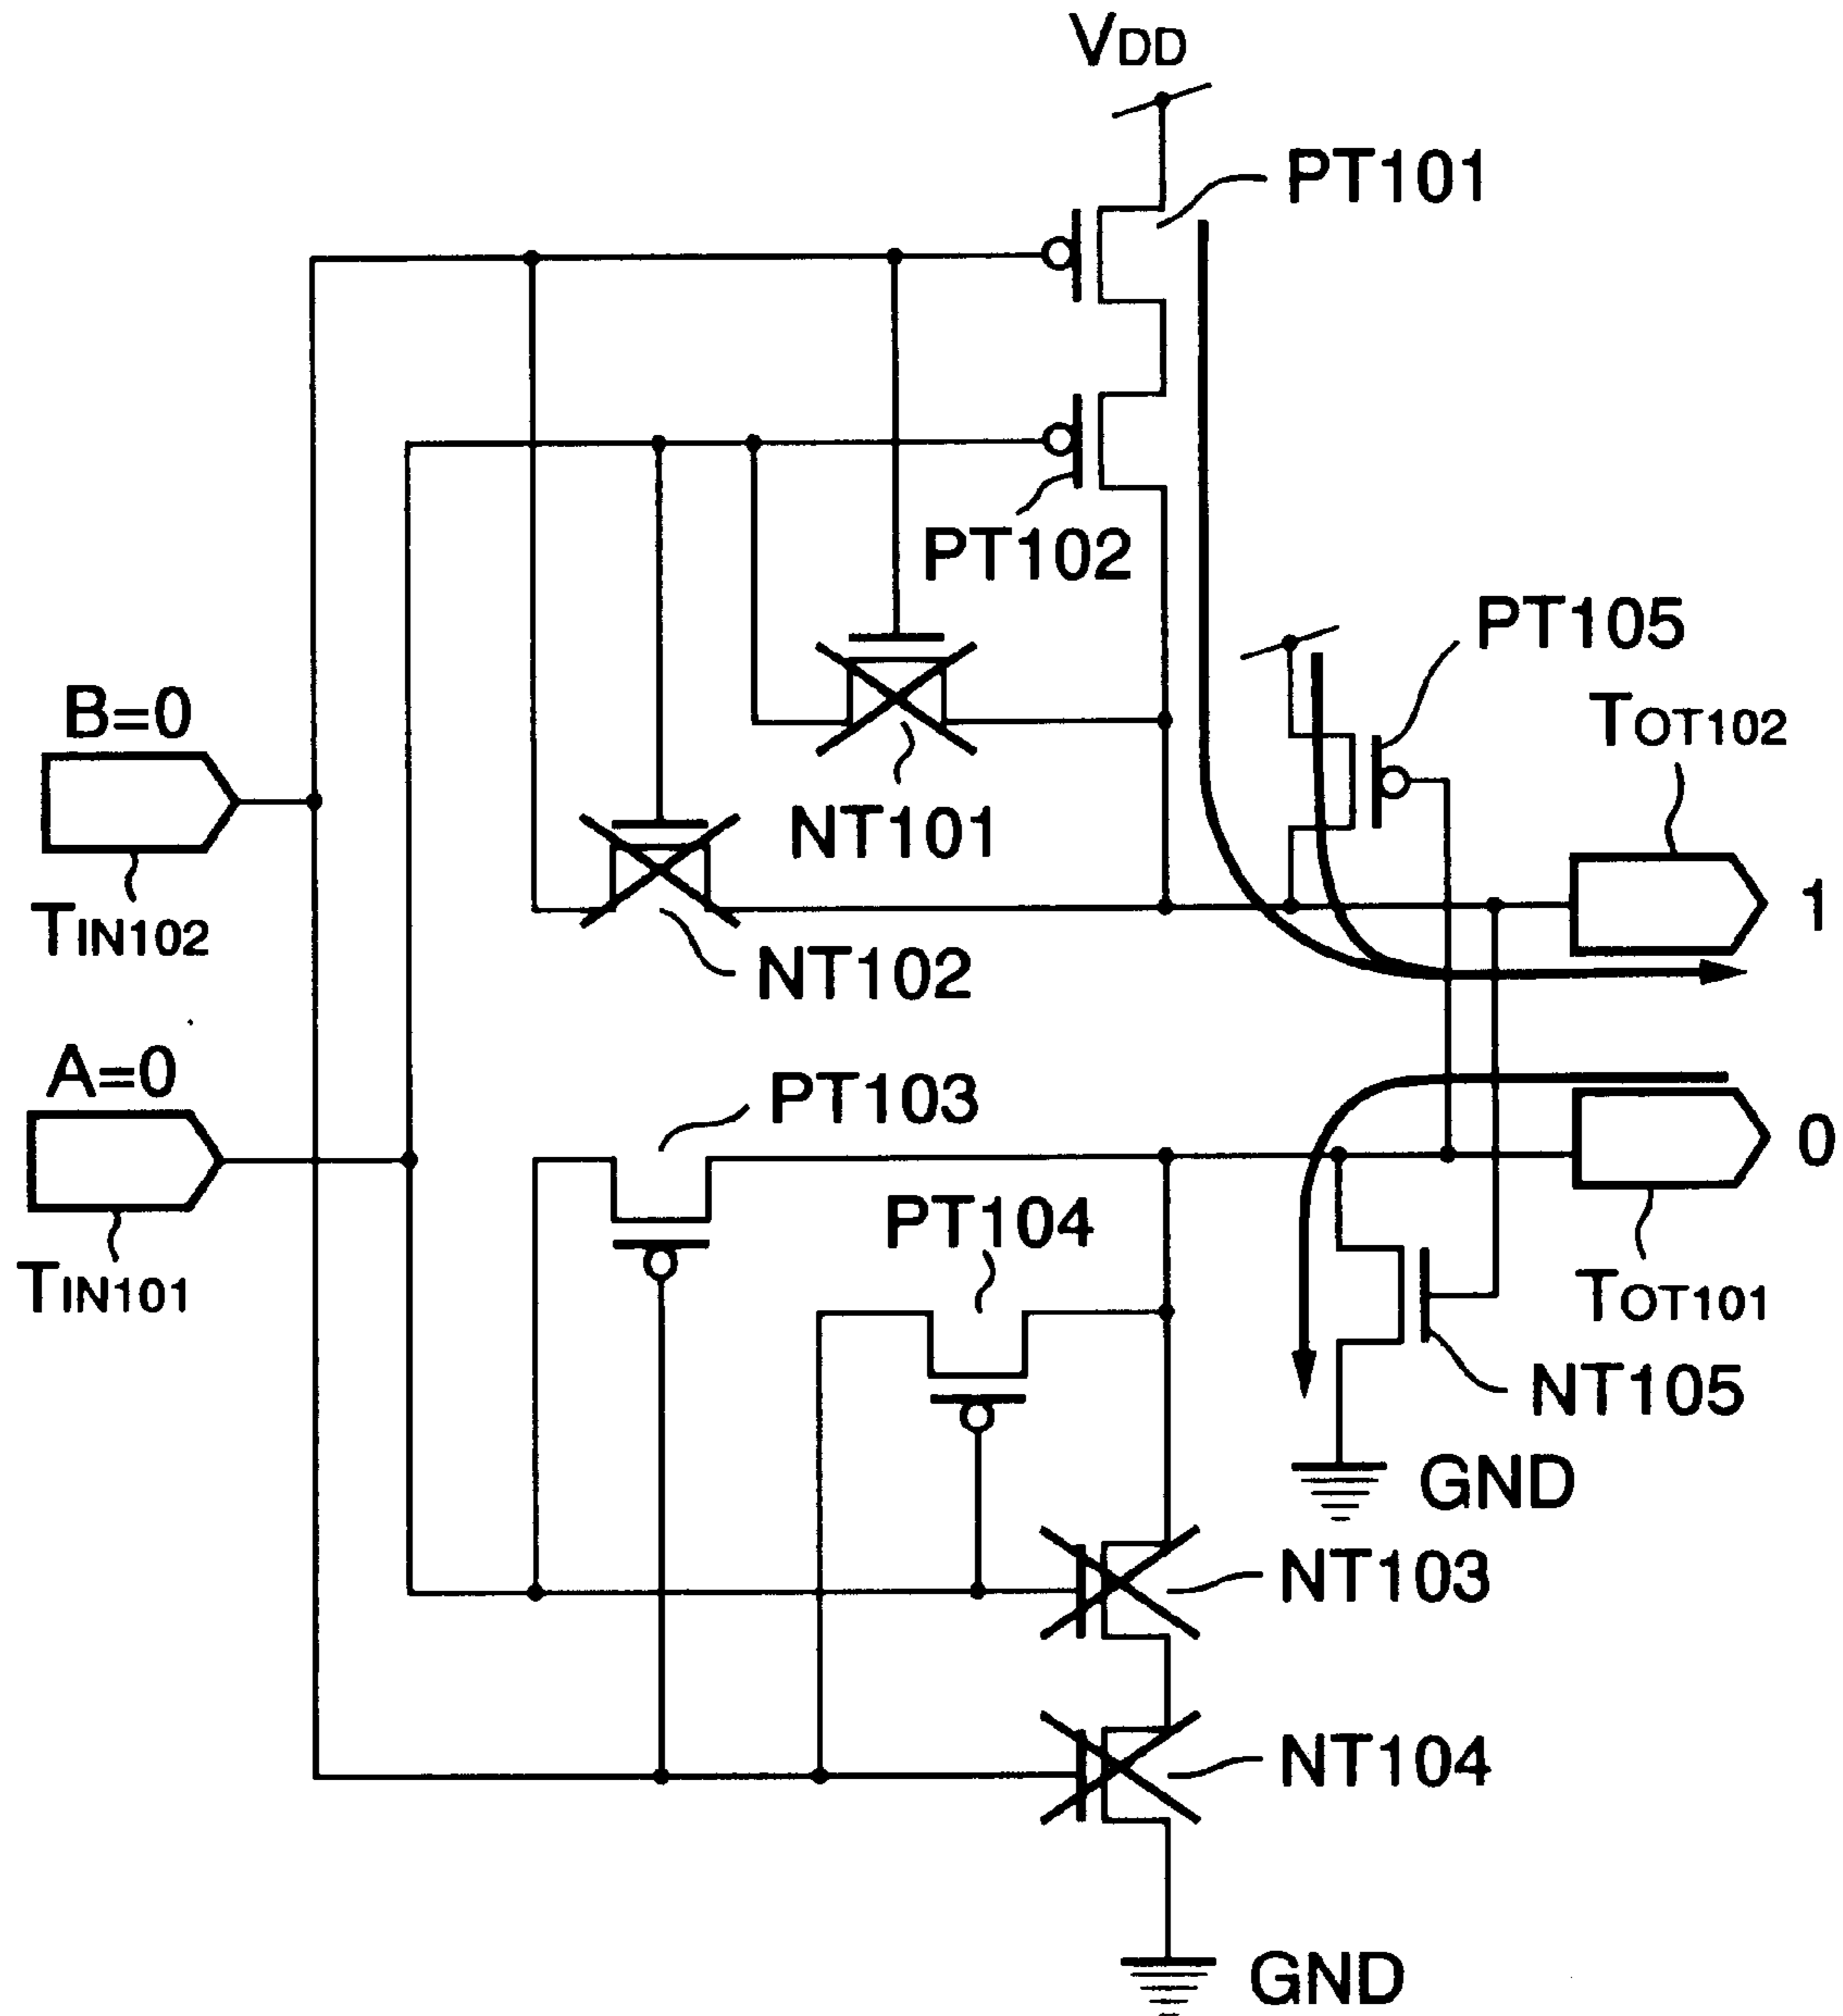 VDD
PT101
PT102
PT105
TOT102
B=0
NT101
TIN102
1
NT102
A=0
PT103
0
PT104
TIN101
TOT101
NT105
GND
NT103
NT104
GND